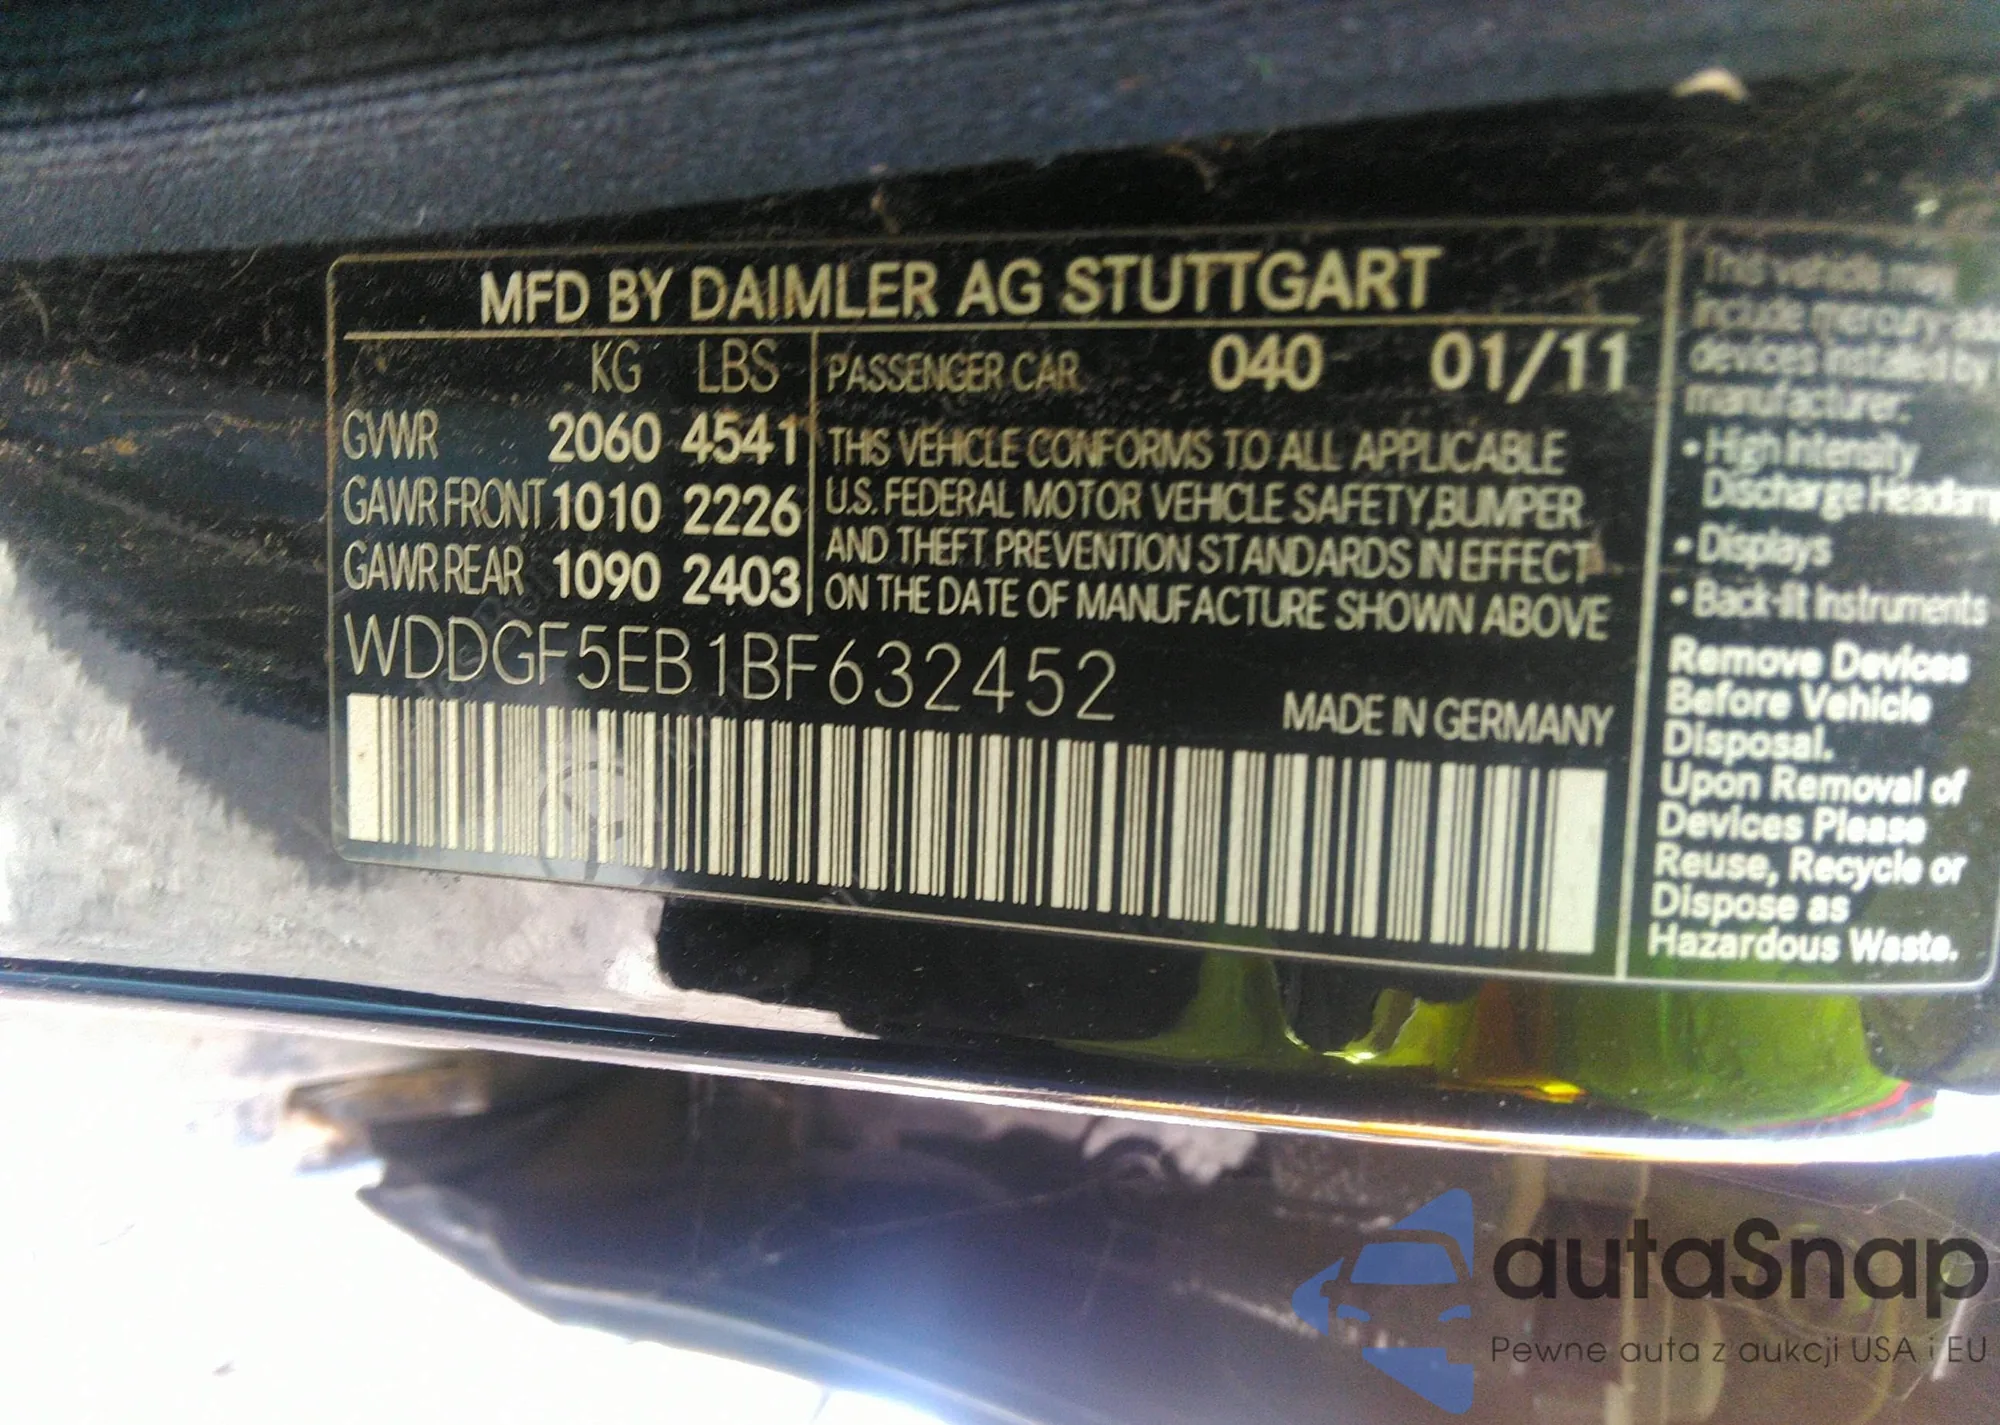 MFD BY DAIMLER AG STUTTGART
KG LBS
GVWR 2060 4541
GAWR FRONT 1010 2226
GAWR REAR 1090 2403
PASSENGER CAR 040 01/11
THIS VEHICLE CONFORMS TO ALL APPLICABLE
U.S. FEDERAL MOTOR VEHICLE SAFETY, BUMPER
AND THEFT PREVENTION STANDARDS IN EFFECT
ON THE DATE OF MANUFACTURE SHOWN ABOVE
WDDGF5EB1BF632452
MADE IN GERMANY
This vehicle may
include mercury
devices installed by
manufacturer:
• High Intensity
Discharge Headlamp
• Displays
• Back-lit Instruments
Remove Devices
Before Vehicle
Disposal.
Upon Removal of
Devices Please
Reuse, Recycle or
Dispose as
Hazardous Waste.
autaSnap
Pewne auta z aukcji USA i EU